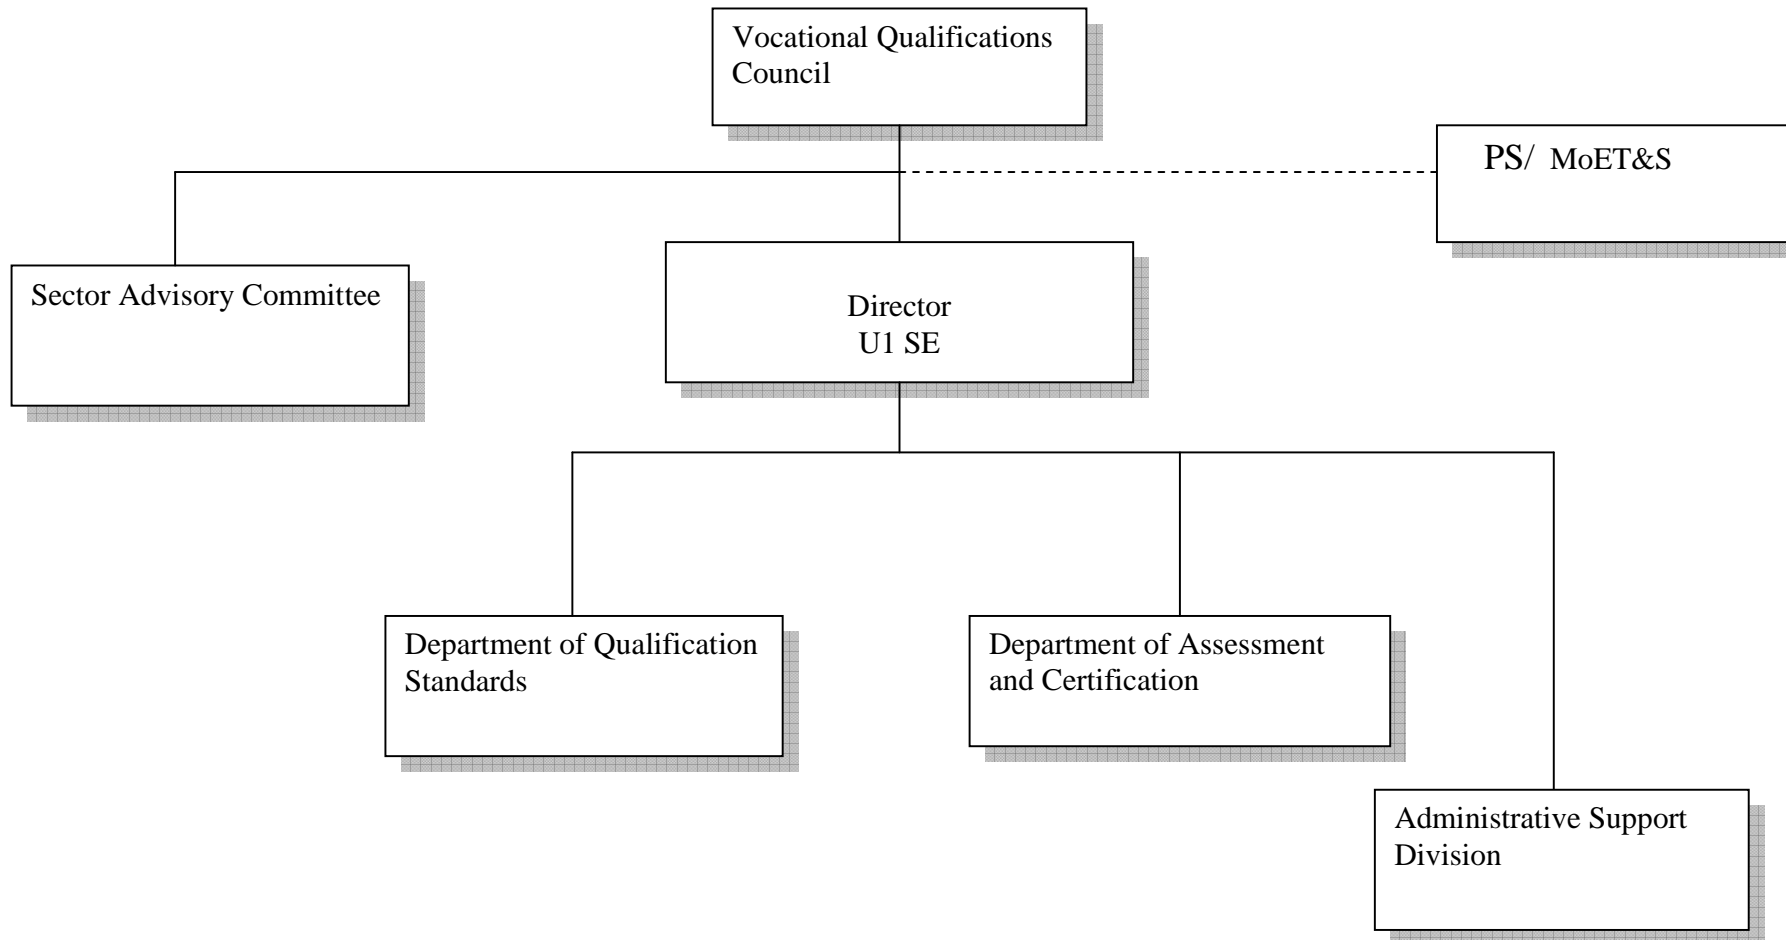 Vocational Qualifications
Council
PS/ MoET&S
Sector Advisory Committee
Director
U1 SE
Department of Qualification
Standards
Department of Assessment
and Certification
Administrative Support
Division